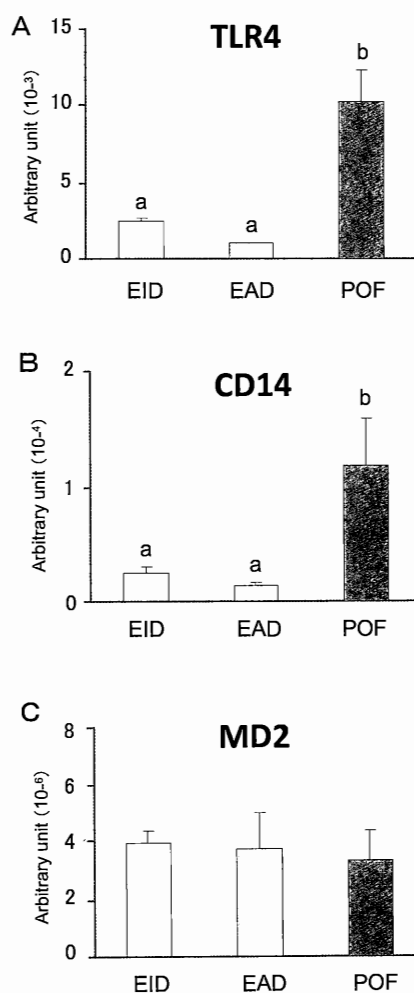 A
TLR4
Arbitrary unit (10⁻³)
15
10
5
0
a
a
b
EID EAD POF
B
CD14
Arbitrary unit (10⁻⁴)
2
1
0
a
a
b
EID EAD POF
C
MD2
Arbitrary unit (10⁻⁶)
8
6
4
2
0
EID EAD POF